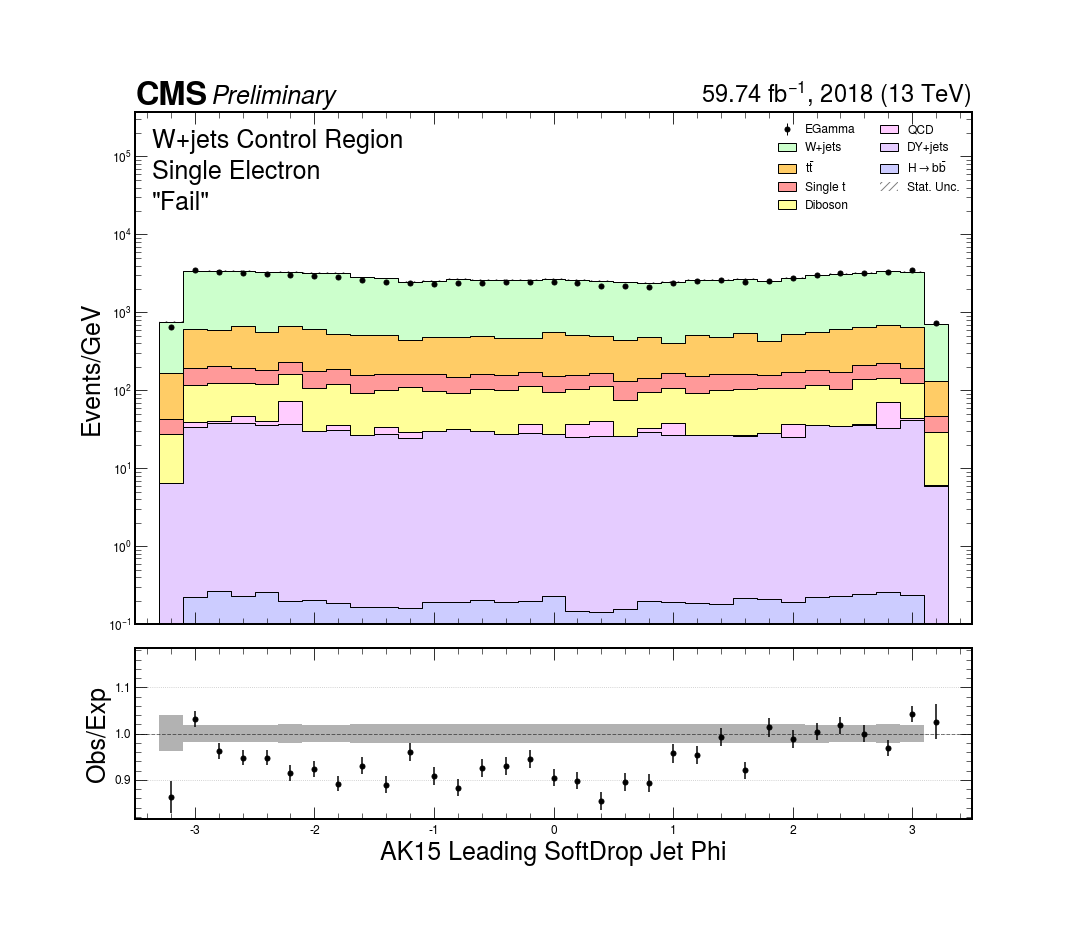 CMS Preliminary
59.74 fb⁻¹, 2018 (13 TeV)
W+jets Control Region
Single Electron
"Fail"
EGamma
W+jets
tt̄
Single t
Diboson
QCD
DY+jets
H→bb̄
Stat. Unc.
Events/GeV
10⁵
10⁴
10³
10²
10¹
10⁰
10⁻¹
Obs/Exp
1.1
1.0
0.9
-3 -2 -1 0 1 2 3
AK15 Leading SoftDrop Jet Phi